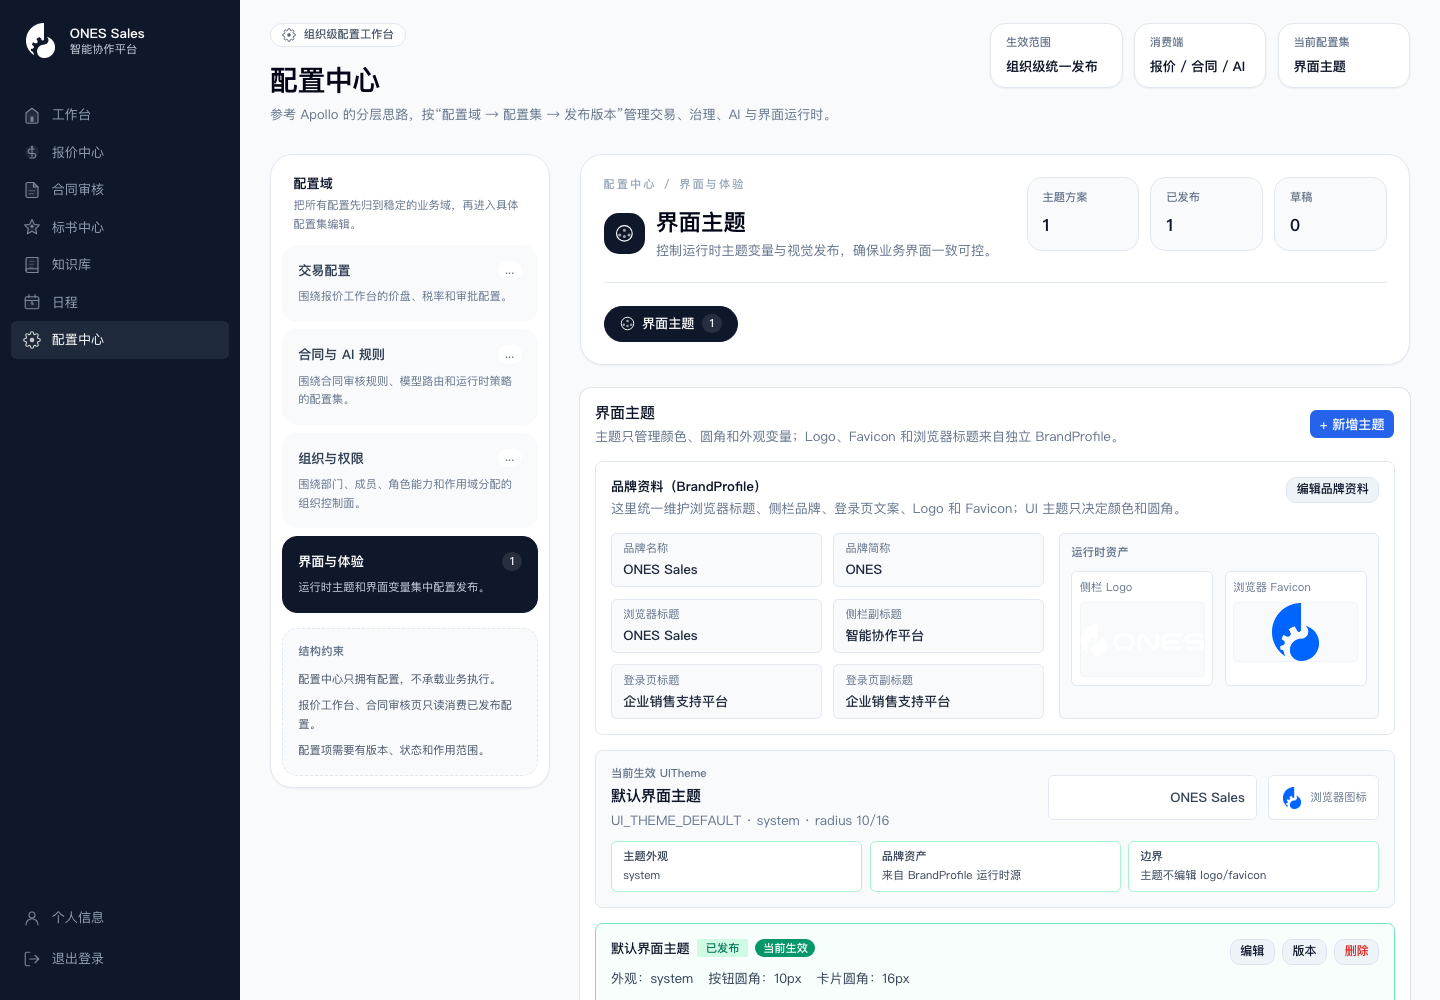 ONES Sales
智能协作平台
工作台
报价中心
合同审核
标书中心
知识库
日程
配置中心
个人信息
退出登录
组织级配置工作台
配置中心
参考 Apollo 的分层思路，按“配置域 → 配置集 → 发布版本”管理交易、治理、AI 与界面运行时。
生效范围
组织级统一发布
消费端
报价 / 合同 / AI
当前配置集
界面主题
配置域
把所有配置先归到稳定的业务域，再进入具体
配置集编辑。
交易配置
...
围绕报价工作台的价盘、税率和审批配置。
合同与 AI 规则
...
围绕合同审核规则、模型路由和运行时策略
的配置集。
组织与权限
...
围绕部门、成员、角色能力和作用域分配的
组织控制面。
界面与体验
1
运行时主题和界面变量集中配置发布。
结构约束
配置中心只拥有配置，不承载业务执行。
报价工作台、合同审核页只读消费已发布配
置。
配置项需要有版本、状态和作用范围。
配置中心 / 界面与体验
界面主题
控制运行时主题变量与视觉发布，确保业务界面一致可控。
主题方案
1
已发布
1
草稿
0
界面主题 1
界面主题
主题只管理颜色、圆角和外观变量；Logo、Favicon 和浏览器标题来自独立 BrandProfile。
+ 新增主题
品牌资料（BrandProfile）
这里统一维护浏览器标题、侧栏品牌、登录页文案、Logo 和 Favicon；UI 主题只决定颜色和圆角。
编辑品牌资料
品牌名称
ONES Sales
品牌简称
ONES
浏览器标题
ONES Sales
侧栏副标题
智能协作平台
登录页标题
企业销售支持平台
登录页副标题
企业销售支持平台
运行时资产
侧栏 Logo
ONES
浏览器 Favicon
当前生效 UITheme
默认界面主题
UI_THEME_DEFAULT · system · radius 10/16
ONES Sales
浏览器图标
主题外观
system
品牌资产
来自 BrandProfile 运行时源
边界
主题不编辑 logo/favicon
默认界面主题 已发布 当前生效
外观：system 按钮圆角：10px 卡片圆角：16px
编辑
版本
删除